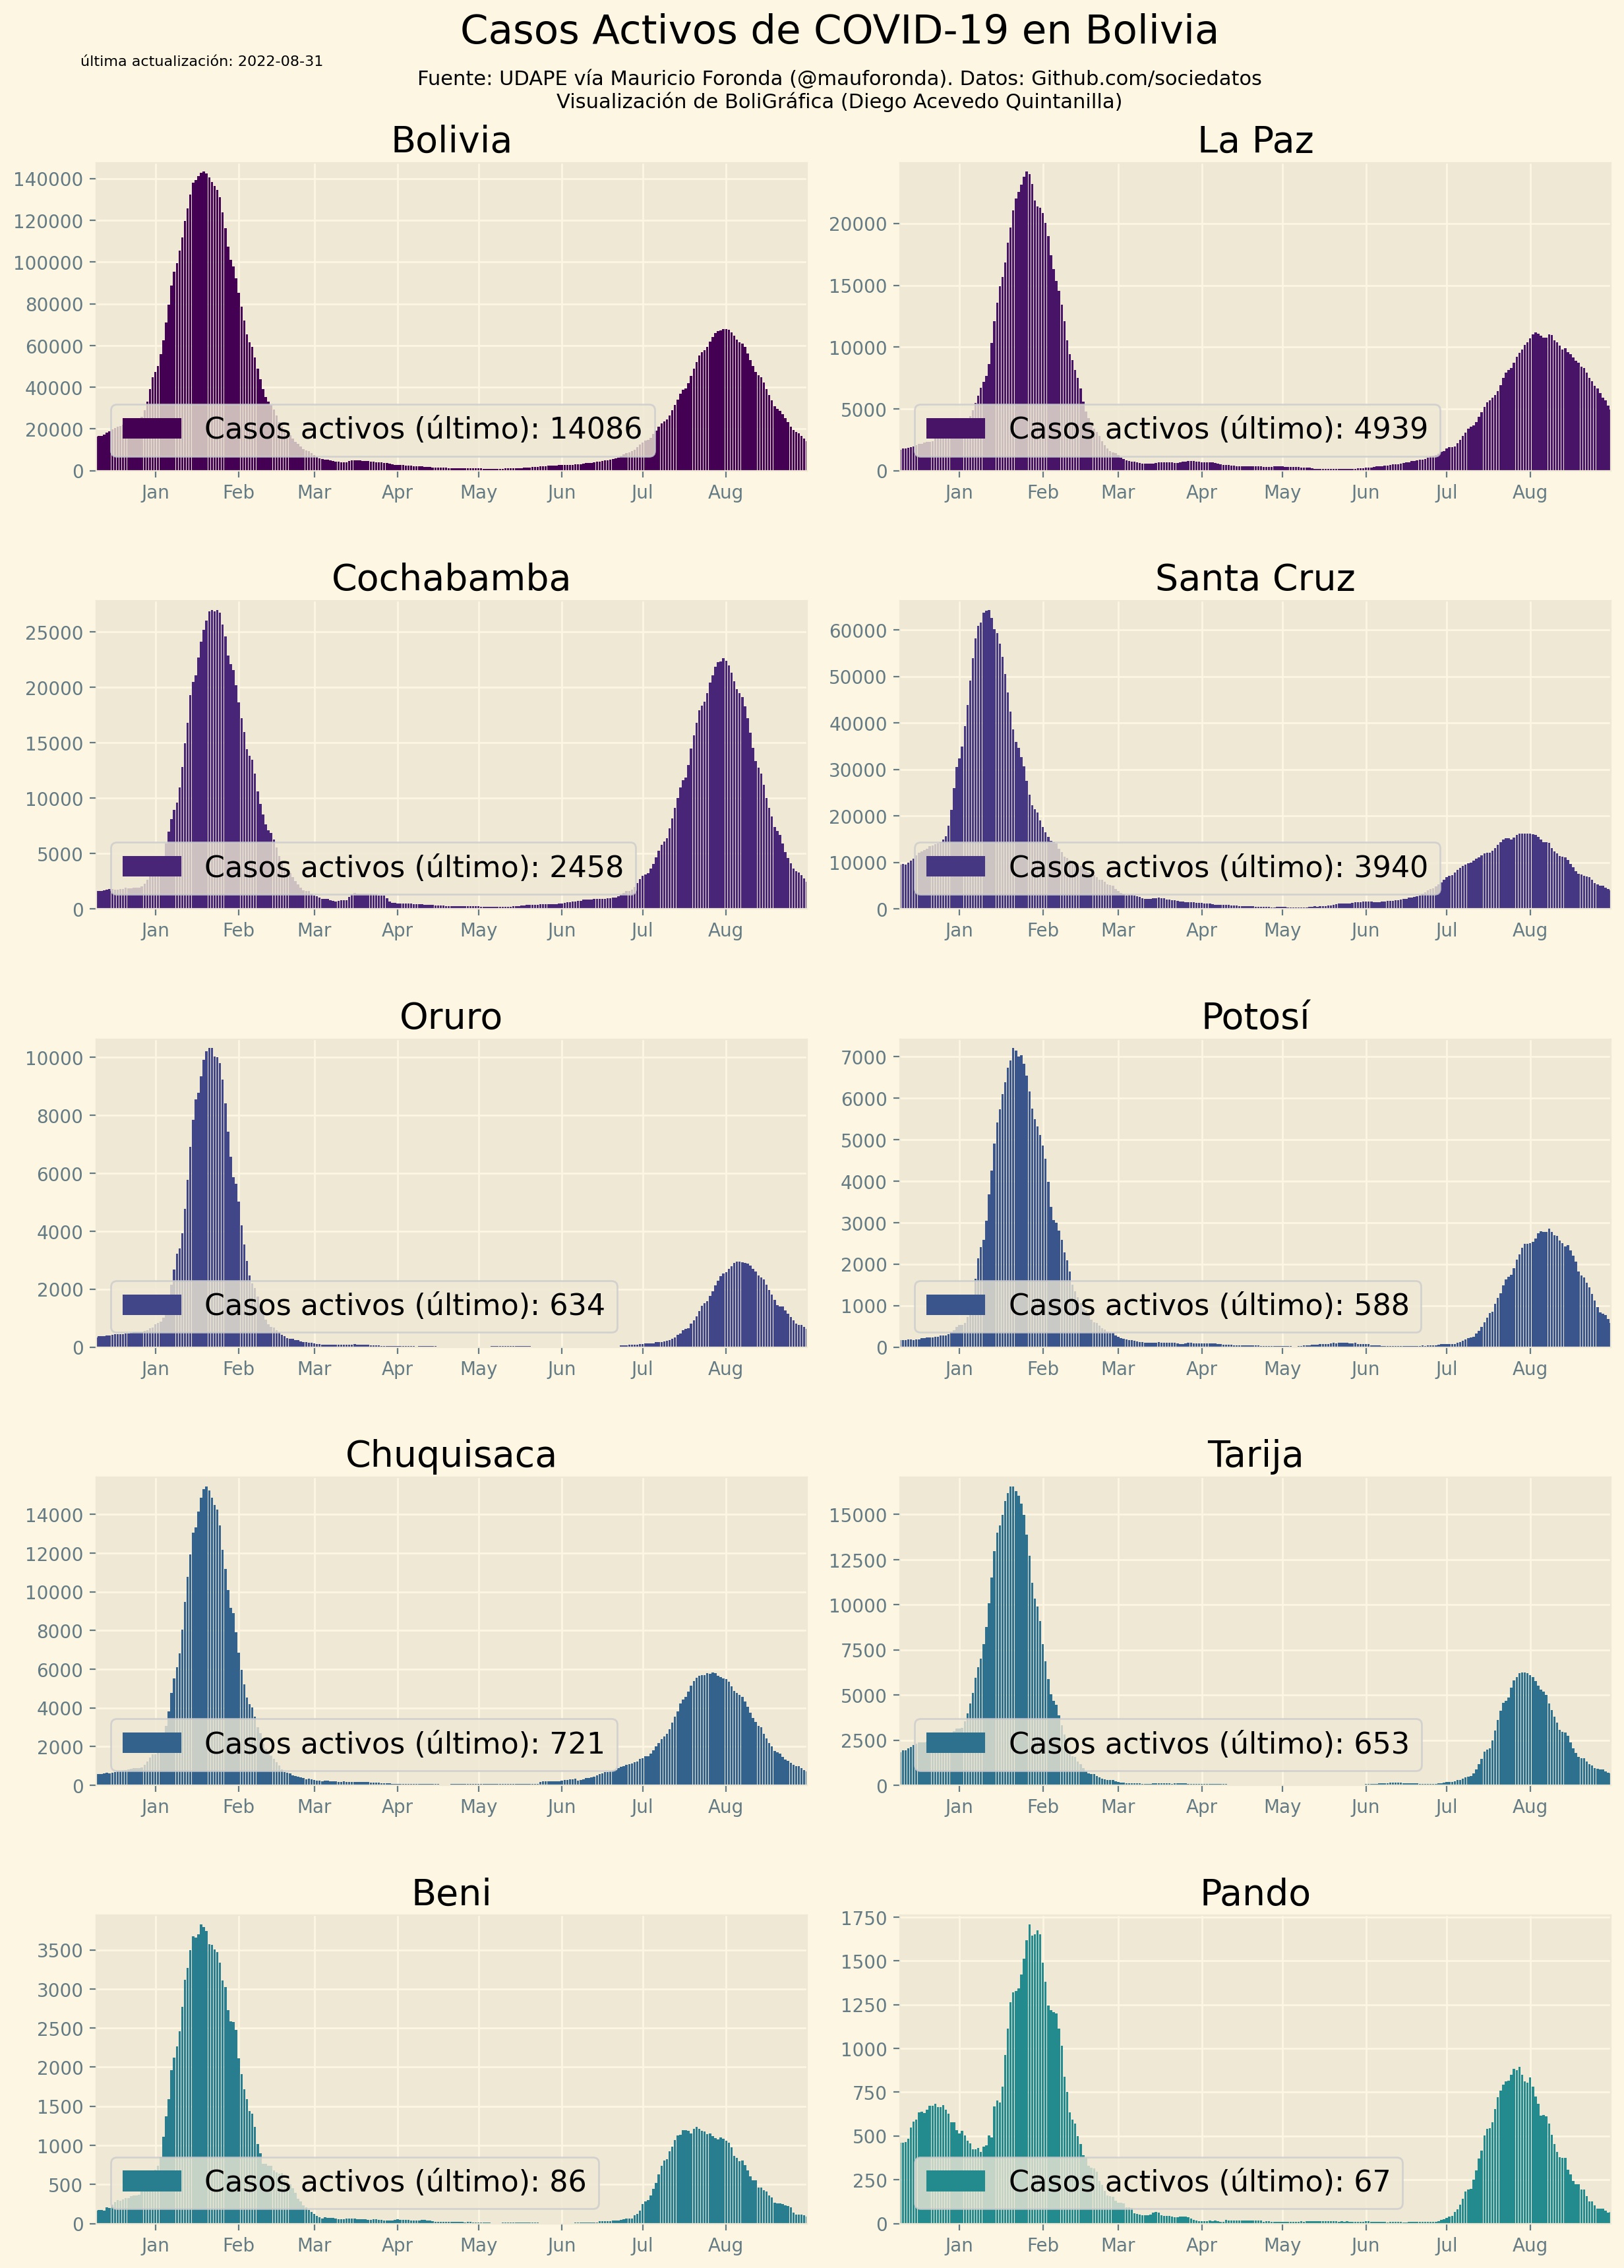 Casos Activos de COVID-19 en Bolivia
última actualización: 2022-08-31
Fuente: UDAPE vía Mauricio Foronda (@mauforonda). Datos: Github.com/sociedatos
Visualización de BoliGráfica (Diego Acevedo Quintanilla)
Bolivia
140000
120000
100000
80000
60000
40000
20000
0
Casos activos (último): 14086
Jan Feb Mar Apr May Jun Jul Aug
La Paz
20000
15000
10000
5000
0
Casos activos (último): 4939
Jan Feb Mar Apr May Jun Jul Aug
Cochabamba
25000
20000
15000
10000
5000
0
Casos activos (último): 2458
Jan Feb Mar Apr May Jun Jul Aug
Santa Cruz
60000
50000
40000
30000
20000
10000
0
Casos activos (último): 3940
Jan Feb Mar Apr May Jun Jul Aug
Oruro
10000
8000
6000
4000
2000
0
Casos activos (último): 634
Jan Feb Mar Apr May Jun Jul Aug
Potosí
7000
6000
5000
4000
3000
2000
1000
0
Casos activos (último): 588
Jan Feb Mar Apr May Jun Jul Aug
Chuquisaca
14000
12000
10000
8000
6000
4000
2000
0
Casos activos (último): 721
Jan Feb Mar Apr May Jun Jul Aug
Tarija
15000
12500
10000
7500
5000
2500
0
Casos activos (último): 653
Jan Feb Mar Apr May Jun Jul Aug
Beni
3500
3000
2500
2000
1500
1000
500
0
Casos activos (último): 86
Jan Feb Mar Apr May Jun Jul Aug
Pando
1750
1500
1250
1000
750
500
250
0
Casos activos (último): 67
Jan Feb Mar Apr May Jun Jul Aug